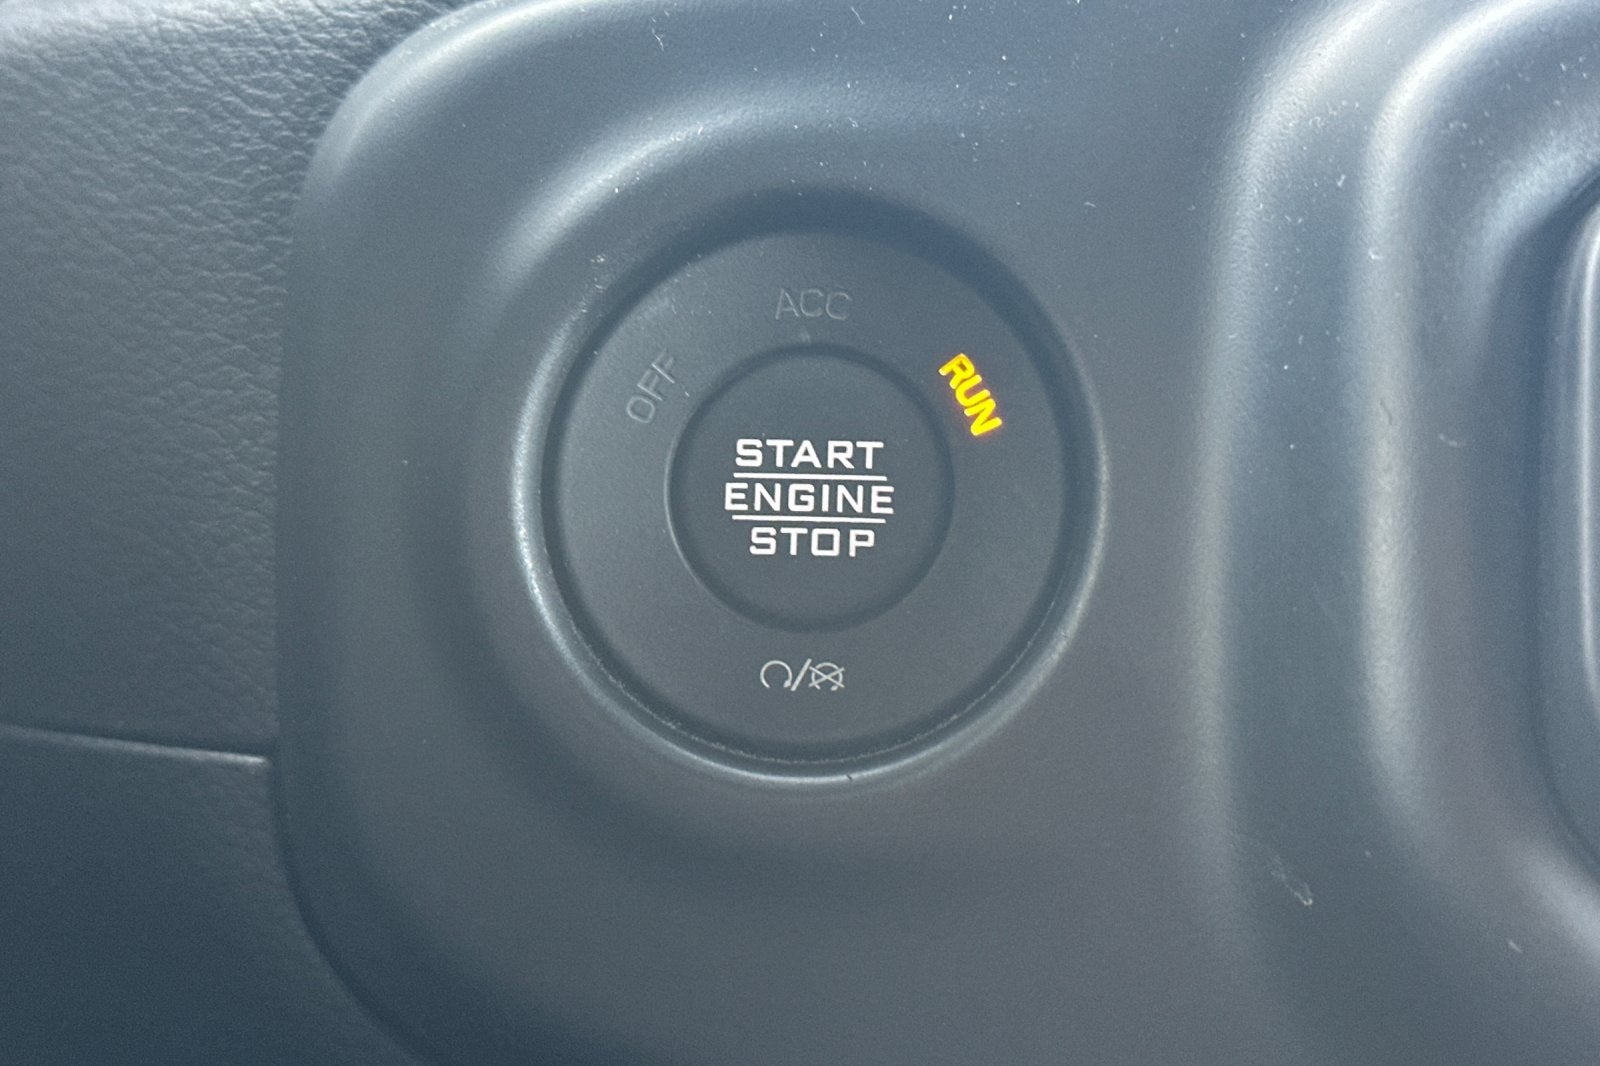 ACC
OFF
RUN
START
ENGINE
STOP